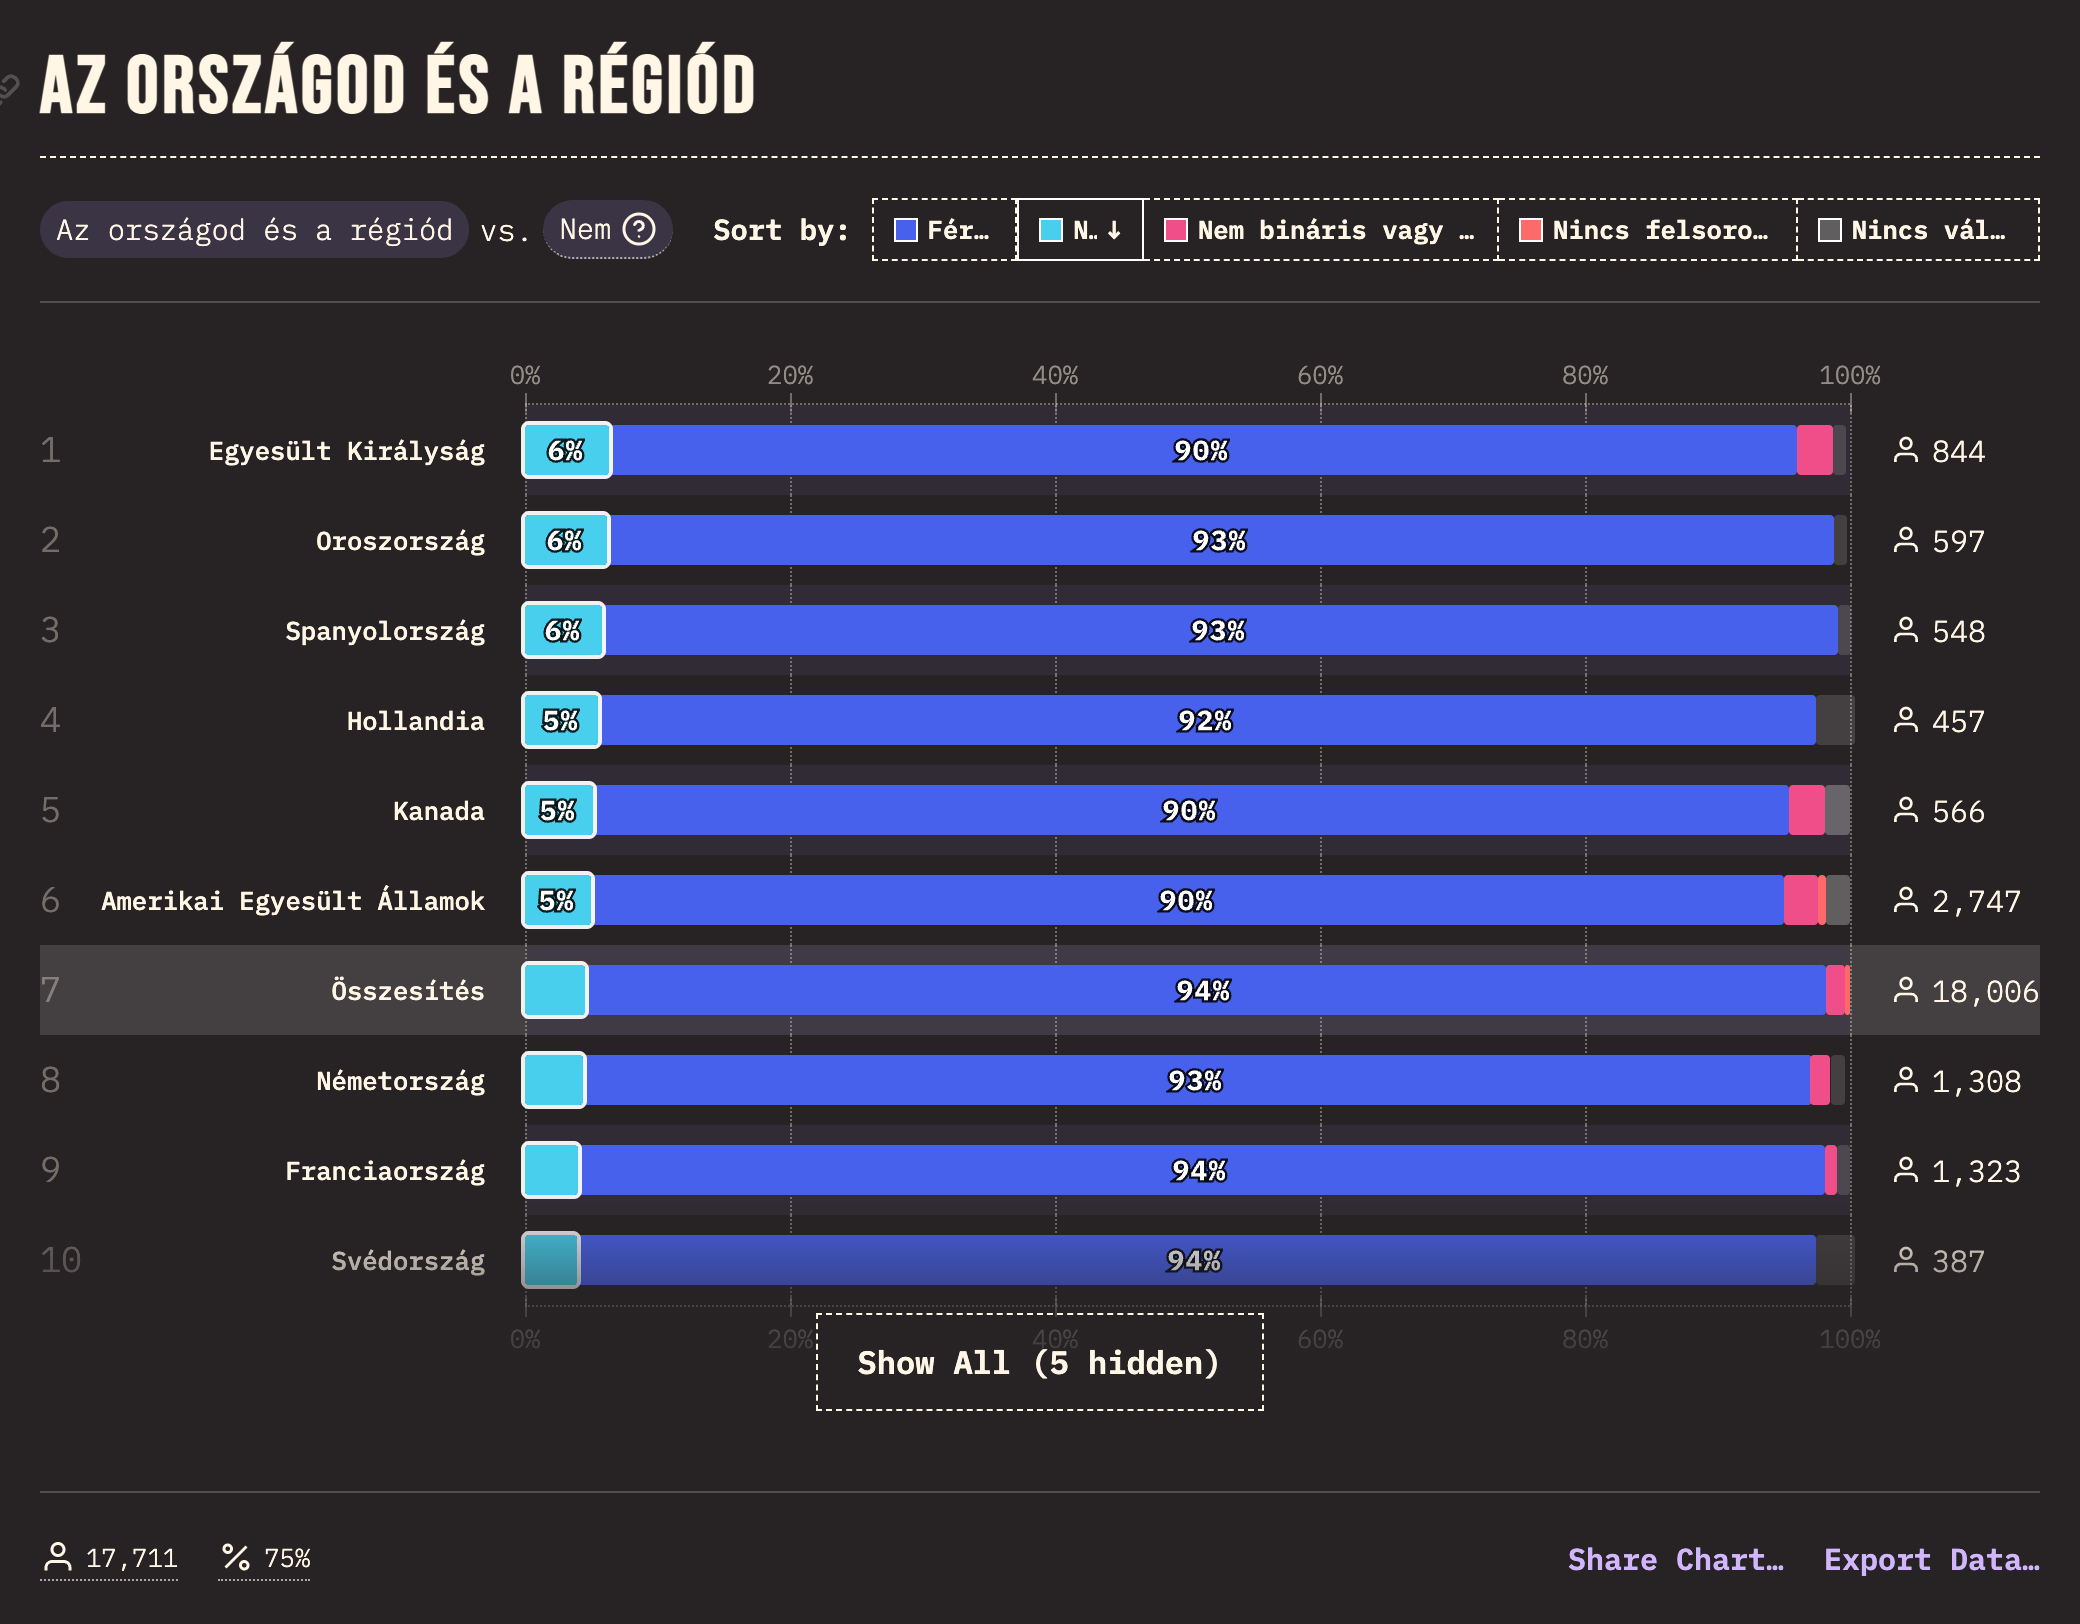 AZ ORSZÁGOD ÉS A RÉGIÓD
Az országod és a régiód vs. Nem ? Sort by: Fér… N… ↓ Nem bináris vagy … Nincs felsoro… Nincs vál…
0% 20% 40% 60% 80% 100%
1 Egyesült Királyság 6% 90% 844
2 Oroszország 6% 93% 597
3 Spanyolország 6% 93% 548
4 Hollandia 5% 92% 457
5 Kanada 5% 90% 566
6 Amerikai Egyesült Államok 5% 90% 2,747
7 Összesítés 94% 18,006
8 Németország 93% 1,308
9 Franciaország 94% 1,323
10 Svédország 94% 387
0% 20% 40% 60% 80% 100%
Show All (5 hidden)
17,711 % 75% Share Chart… Export Data…